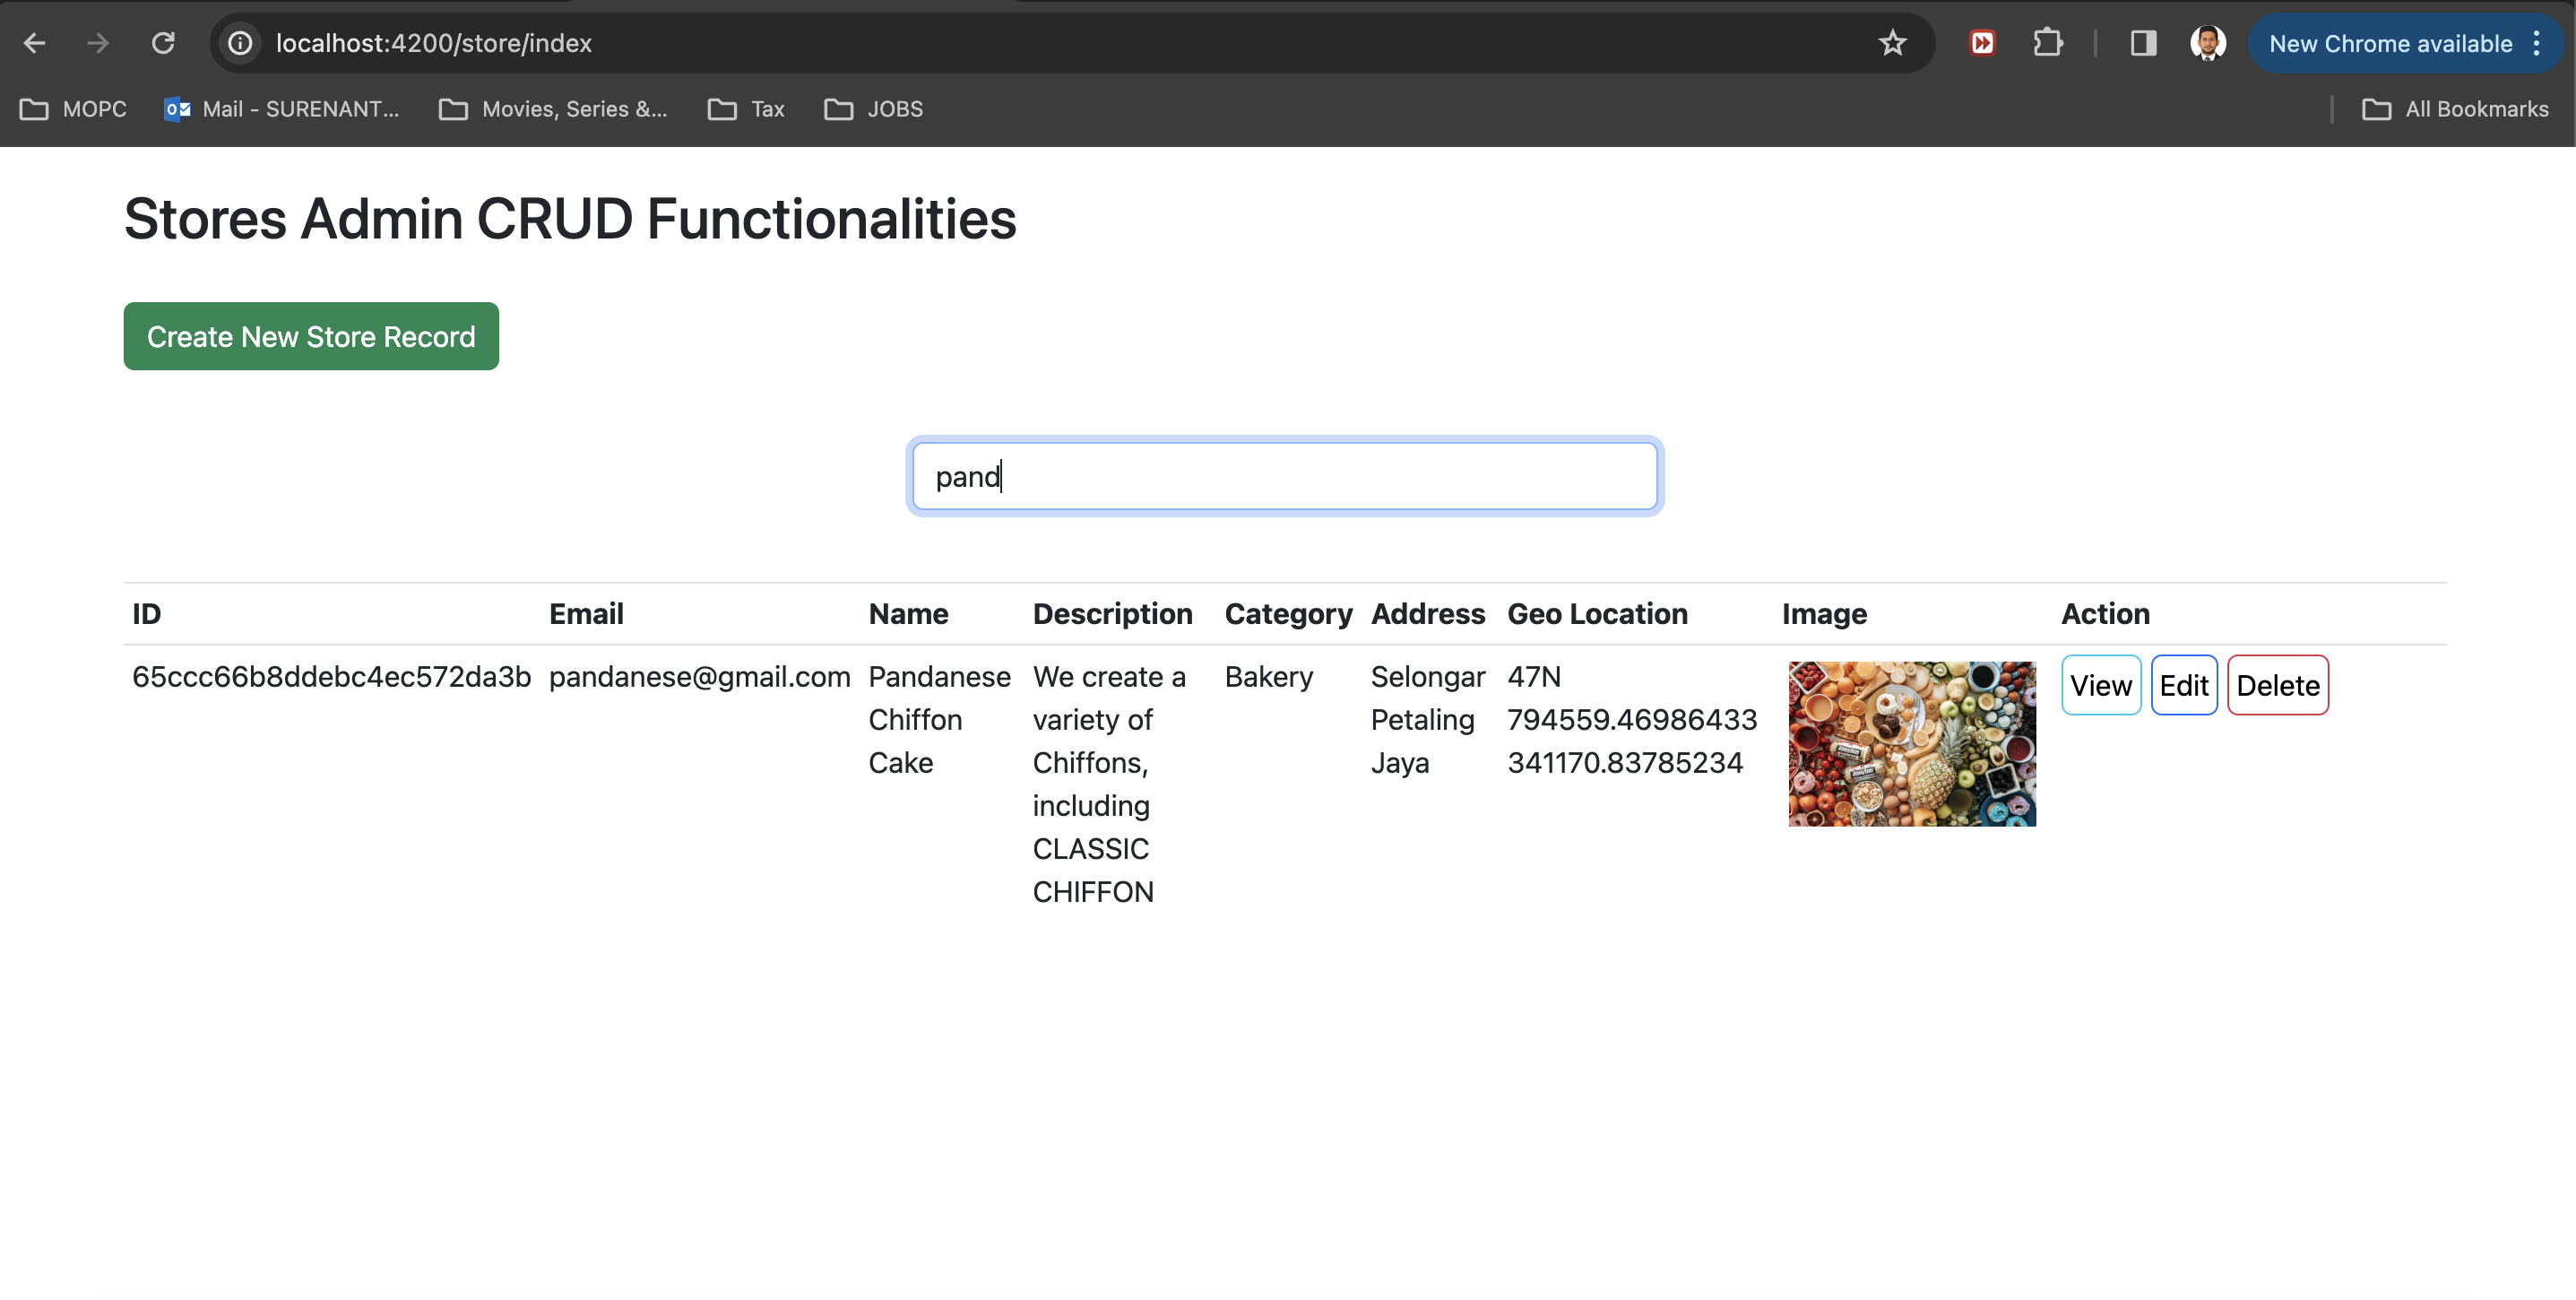 localhost:4200/store/index
New Chrome available
MOPC
Mail - SURENANT...
Movies, Series &...
Tax
JOBS
All Bookmarks
Stores Admin CRUD Functionalities
Create New Store Record
pand
ID Email Name Description Category Address Geo Location Image Action
65ccc66b8ddebc4ec572da3b pandanese@gmail.com Pandanese We create a Bakery Selongar 47N View Edit Delete
Chiffon variety of Petaling 794559.46986433
Cake Chiffons, Jaya 341170.83785234
including
CLASSIC
CHIFFON